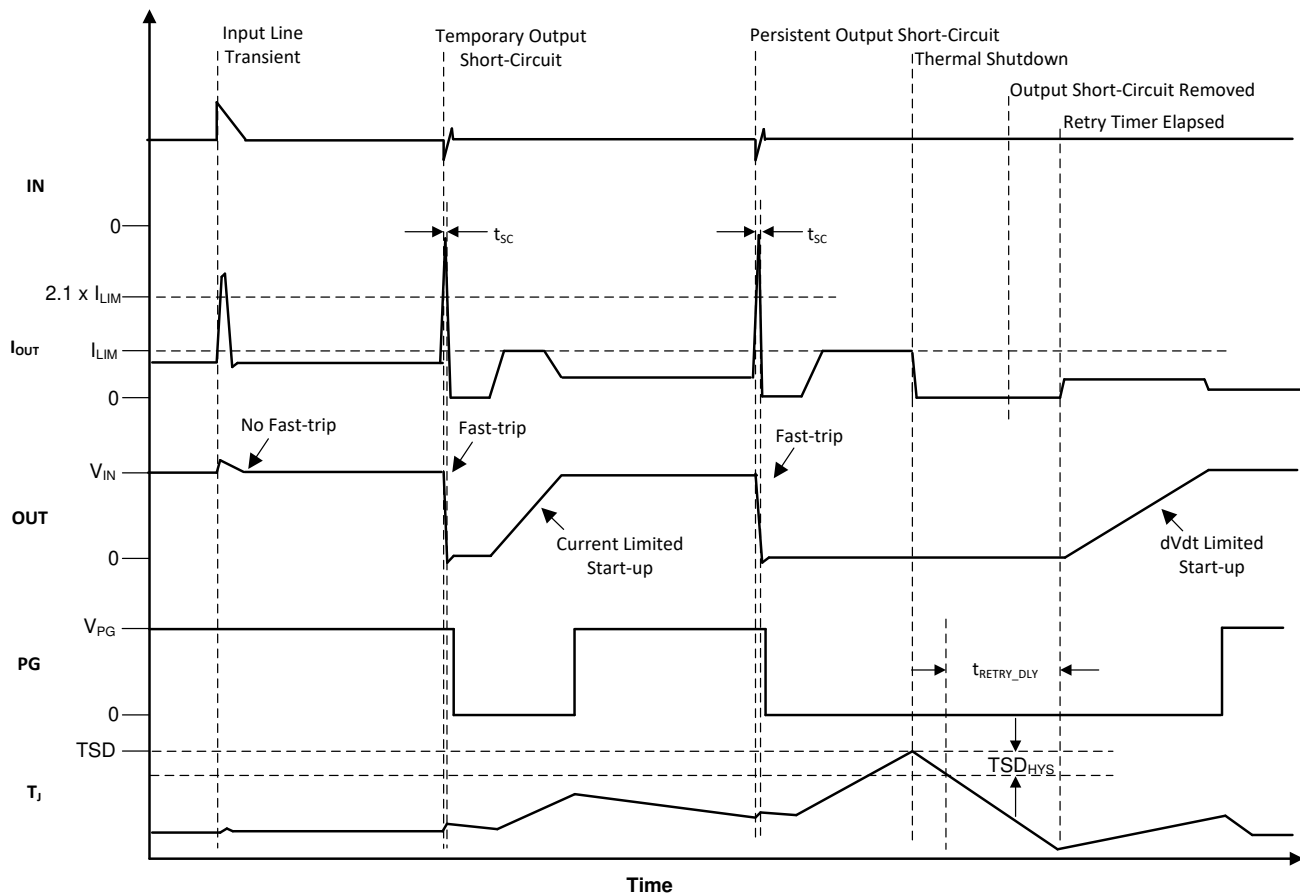 Input Line
Transient
Temporary Output
Short-Circuit
Persistent Output Short-Circuit
Thermal Shutdown
Output Short-Circuit Removed
Retry Timer Elapsed
IN
0
tSC
tSC
2.1 x ILIM
IOUT
ILIM
0
No Fast-trip
Fast-trip
Fast-trip
VIN
OUT
Current Limited
Start-up
dVdt Limited
Start-up
0
VPG
PG
tRETRY_DLY
0
TSD
TSDHYS
TJ
Time